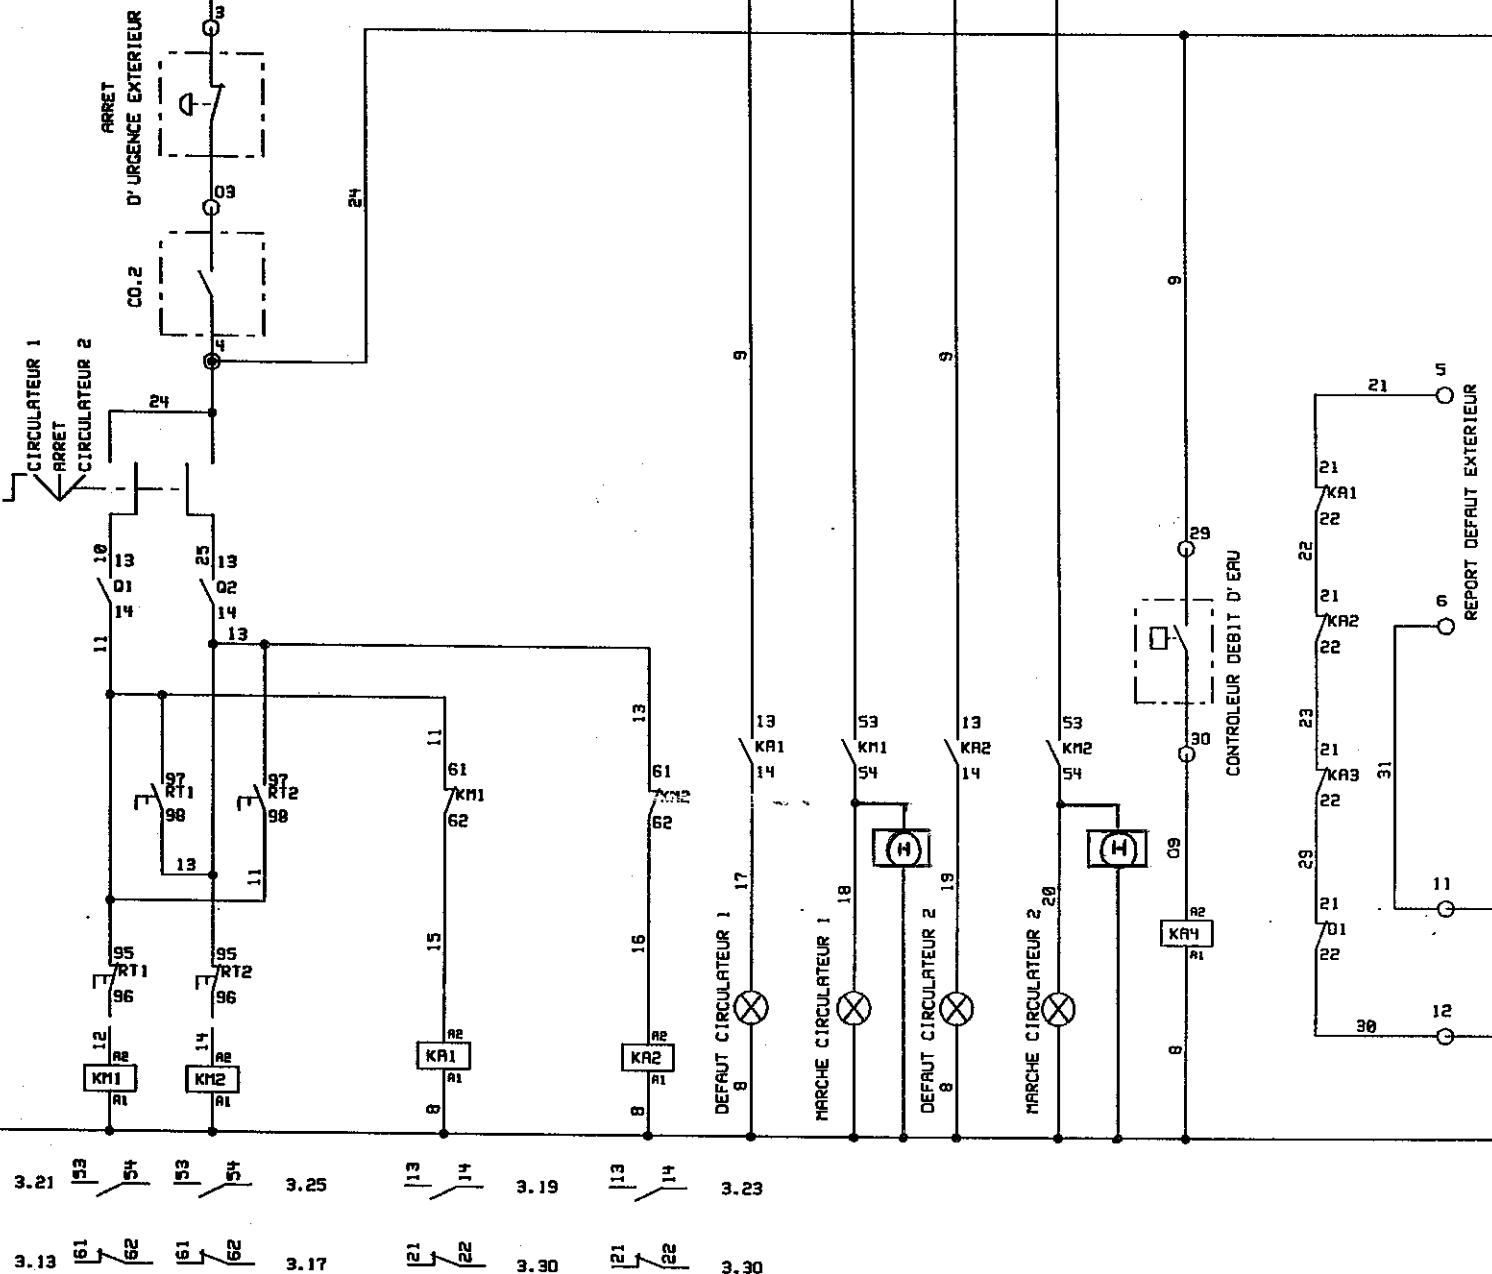 3
ARRET
D'URGENCE EXTERIEUR
03
CO.2
4
24
24
CIRCULATEUR 1
ARRET
CIRCULATEUR 2
10
13
Q1
14
25
13
Q2
14
11
13
11
13
97
RT1
98
97
RT2
98
13
11
61
KM1
62
61
KM2
62
95
RT1
96
95
RT2
96
12
A2
KM1
A1
14
A2
KM2
A1
15
A2
KA1
A1
8
16
A2
KA2
A1
8
9
13
KA1
14
17
DEFAUT CIRCULATEUR 1
8
53
KM1
54
H
18
MARCHE CIRCULATEUR 1
9
13
KA2
14
19
DEFAUT CIRCULATEUR 2
8
53
KM2
54
H
20
MARCHE CIRCULATEUR 2
9
29
CONTROLEUR DEBIT D'EAU
30
09
A2
KA4
A1
8
21
5
REPORT DEFAUT EXTERIEUR
21
KA1
22
22
21
KA2
22
6
23
21
KA3
22
31
29
21
D1
22
11
30
12
3.21
53
54
53
54
3.25
13
14
3.19
13
14
3.23
3.13
61
62
61
62
3.17
21
22
3.30
21
22
3.30